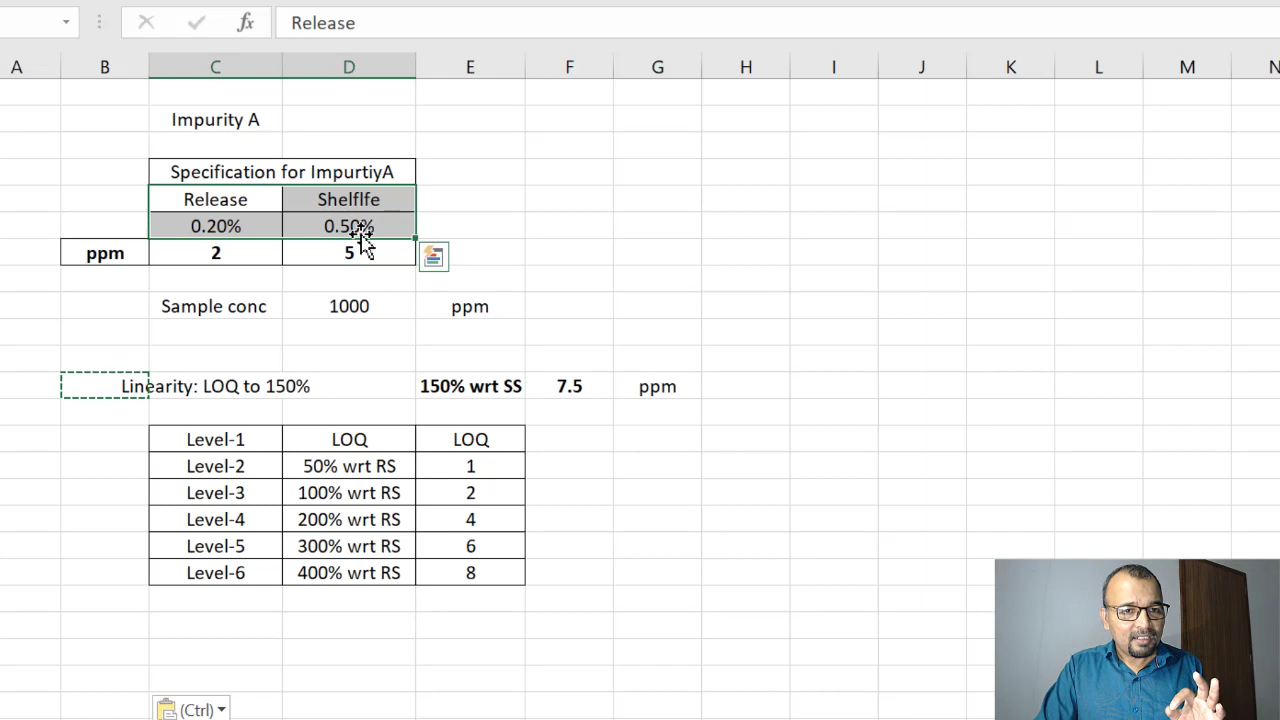 fx Release
A B C D E F G H I J K L M N
Impurity A
Specification for ImpurtiyA
Release Shelflfe
0.20% 0.50%
ppm 2 5
Sample conc 1000 ppm
Linearity: LOQ to 150% 150% wrt SS 7.5 ppm
Level-1 LOQ LOQ
Level-2 50% wrt RS 1
Level-3 100% wrt RS 2
Level-4 200% wrt RS 4
Level-5 300% wrt RS 6
Level-6 400% wrt RS 8
(Ctrl)